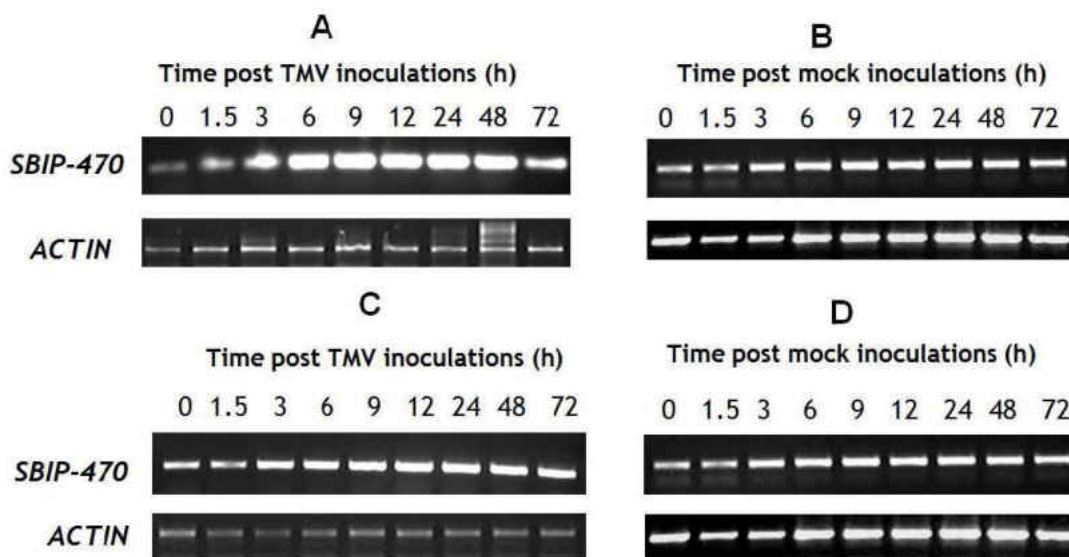 A
Time post TMV inoculations (h)
0 1.5 3 6 9 12 24 48 72
SBIP-470
ACTIN
B
Time post mock inoculations (h)
0 1.5 3 6 9 12 24 48 72
C
Time post TMV inoculations (h)
0 1.5 3 6 9 12 24 48 72
SBIP-470
ACTIN
D
Time post mock inoculations (h)
0 1.5 3 6 9 12 24 48 72